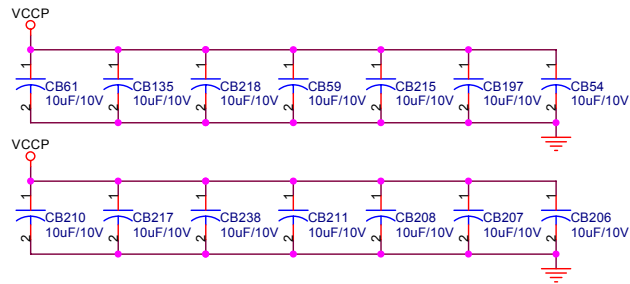 VCCP
1 1 1 1 1 1 1
CB61 CB135 CB218 CB59 CB215 CB197 CB54
10uF/10V 10uF/10V 10uF/10V 10uF/10V 10uF/10V 10uF/10V 10uF/10V
2 2 2 2 2 2 2
VCCP
1 1 1 1 1 1 1
CB210 CB217 CB238 CB211 CB208 CB207 CB206
10uF/10V 10uF/10V 10uF/10V 10uF/10V 10uF/10V 10uF/10V 10uF/10V
2 2 2 2 2 2 2